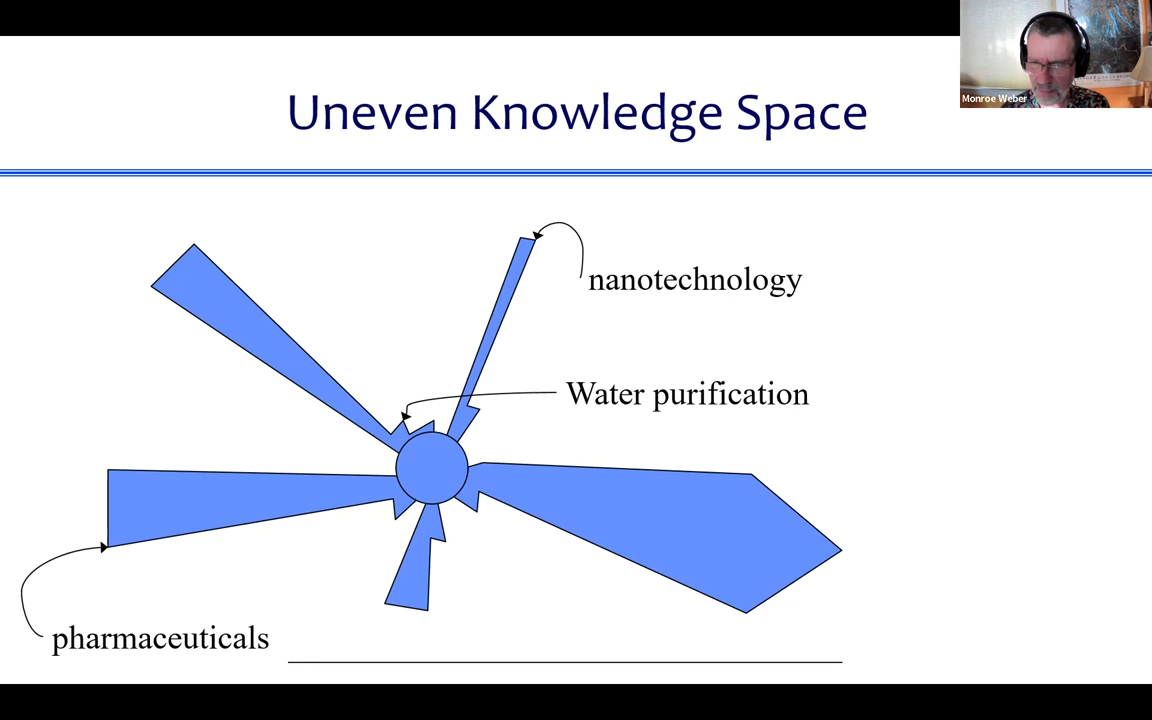 Uneven Knowledge Space
Monroe Weber
nanotechnology
Water purification
pharmaceuticals